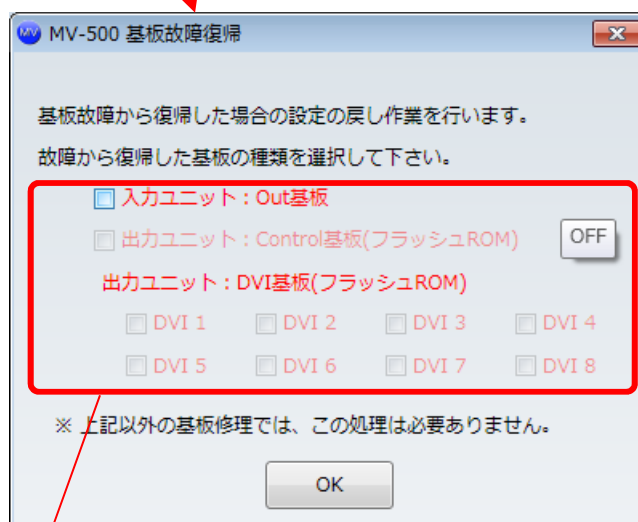 MV MV-500 基板故障復帰
基板故障から復帰した場合の設定の戻し作業を行います。
故障から復帰した基板の種類を選択して下さい。
入力ユニット:Out基板
出力ユニット:Control基板(フラッシュROM) OFF
出力ユニット:DVI基板(フラッシュROM)
DVI 1 DVI 2 DVI 3 DVI 4
DVI 5 DVI 6 DVI 7 DVI 8
※ 上記以外の基板修理では、この処理は必要ありません。
OK